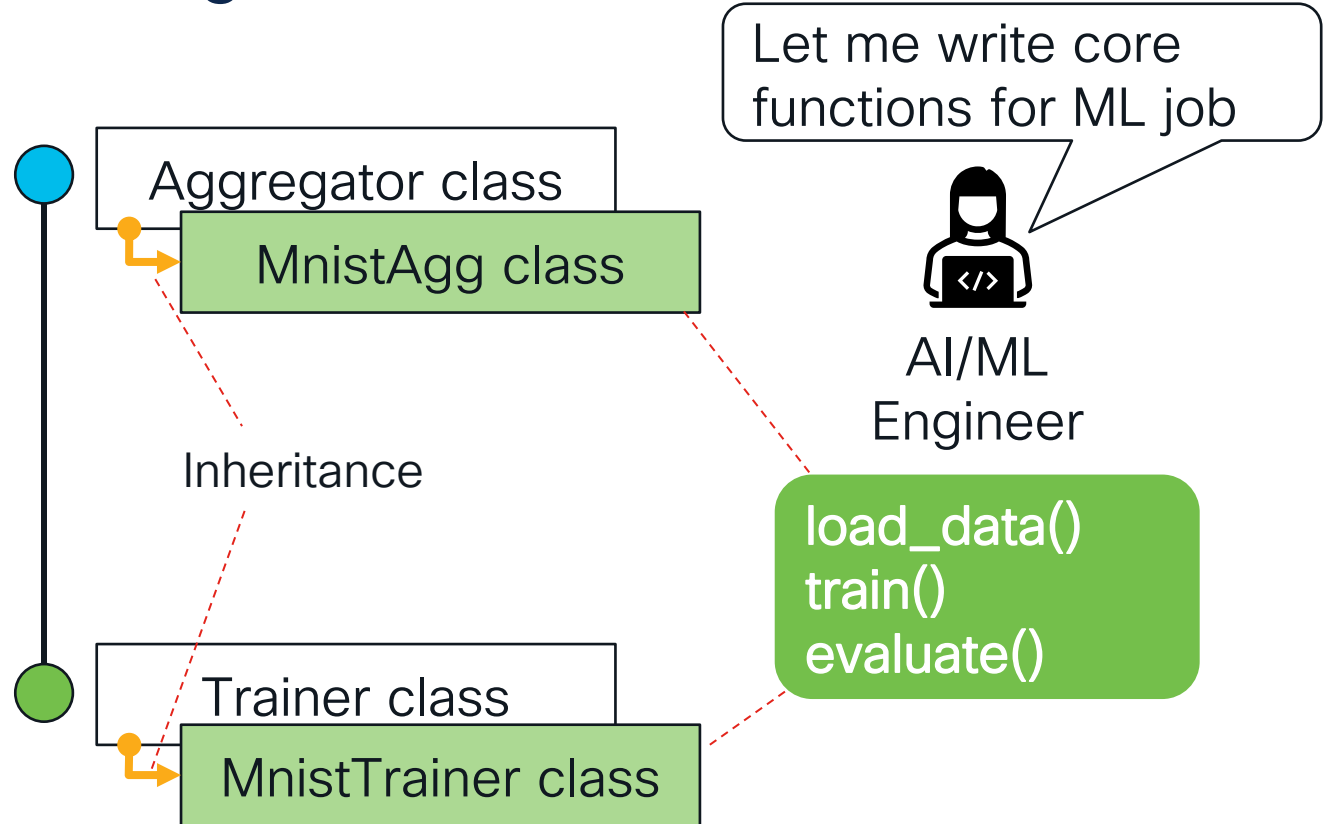 Let me write core
functions for ML job
Aggregator class
MnistAgg class
</>
AI/ML
Engineer
Inheritance
load_data()
train()
evaluate()
Trainer class
MnistTrainer class